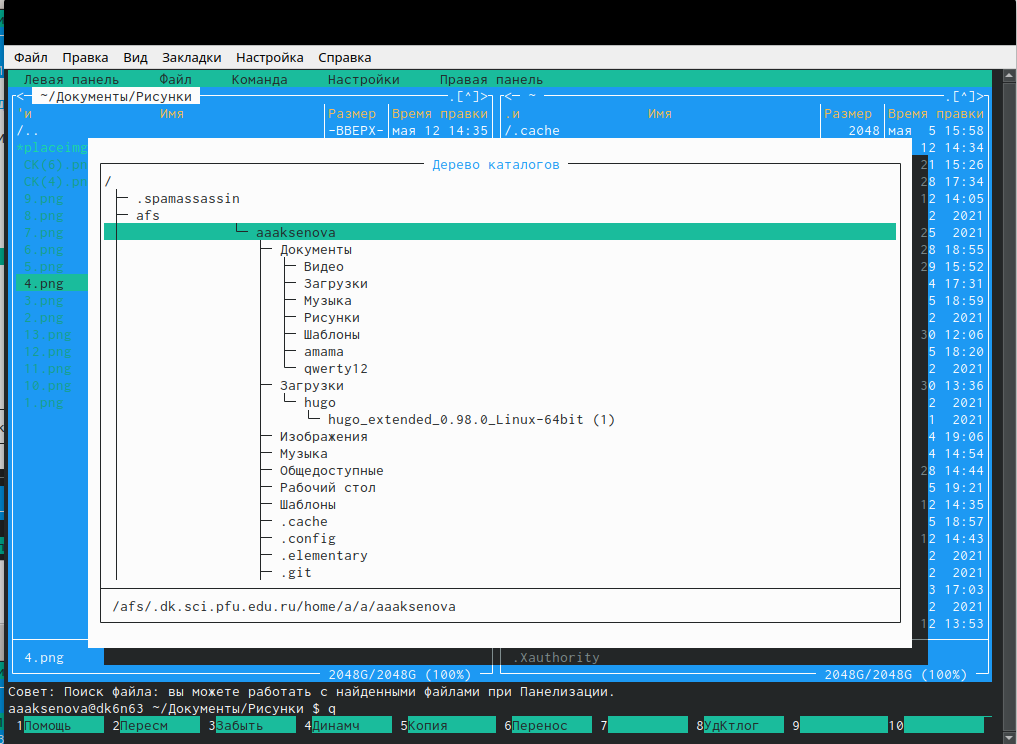 Файл Правка Вид Закладки Настройка Справка
Левая панель Файл Команда Настройки Правая панель
<— ~/Документы/Рисунки .[^]> <— ~ .[^]>
'и Имя Размер Время правки .и Имя Размер Время правки
/.. -ВВЕРХ- мая 12 14:35 /.cache 2048 мая 5 15:58
*placeimg 12 14:34
Дерево каталогов
СК(6).pn 21 15:26
/
СК(4).pn 28 17:34
9.png .spamassassin 12 14:05
8.png afs 2 2021
7.png aaaksenova 25 2021
6.png Документы 28 18:55
5.png Видео 29 15:52
4.png Загрузки 4 17:31
3.png Музыка 5 18:59
2.png Рисунки 2 2021
13.png Шаблоны 30 12:06
12.png amama 5 18:20
11.png qwerty12 2 2021
10.png Загрузки 30 13:36
1.png hugo 2 2021
hugo_extended_0.98.0_Linux-64bit (1) 1 2021
Изображения 4 19:06
Музыка 4 14:54
Общедоступные 28 14:44
Рабочий стол 5 19:21
Шаблоны 12 14:35
.cache 5 18:57
.config 12 14:43
.elementary 2 2021
.git 2 2021
3 17:03
/afs/.dk.sci.pfu.edu.ru/home/a/a/aaaksenova 2 2021
12 13:53
4.png .Xauthority
2048G/2048G (100%) 2048G/2048G (100%)
Совет: Поиск файла: вы можете работать с найденными файлами при Панелизации.
aaaksenova@dk6n63 ~/Документы/Рисунки $ q
1Помощь 2Пересм 3Забыть 4Динамч 5Копия 6Перенос 7 8УдКтлог 9 10